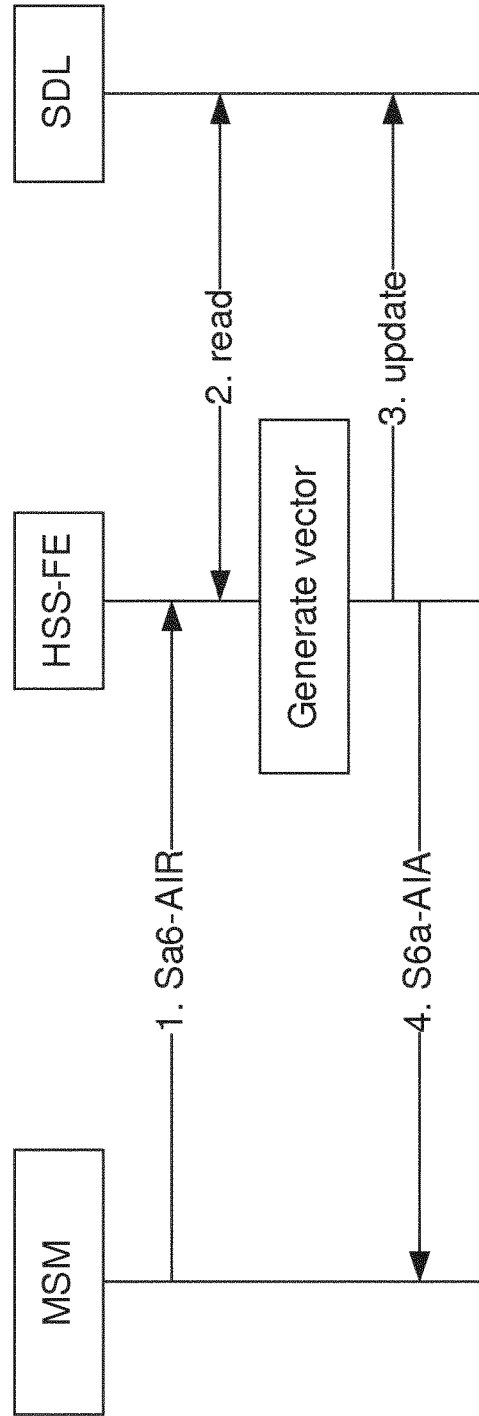 MSM
HSS-FE
SDL
1. Sa6-AIR
2. read
Generate vector
3. update
4. S6a-AIA